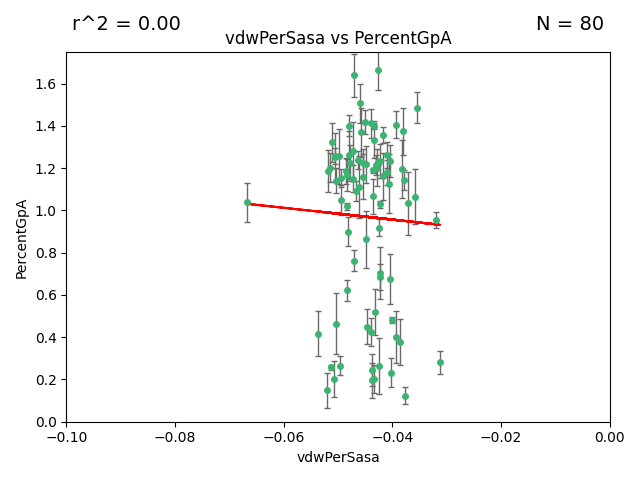 r^2 = 0.00
N = 80
vdwPerSasa vs PercentGpA
PercentGpA
1.6
1.4
1.2
1.0
0.8
0.6
0.4
0.2
0.0
−0.10 −0.08 −0.06 −0.04 −0.02 0.00
vdwPerSasa